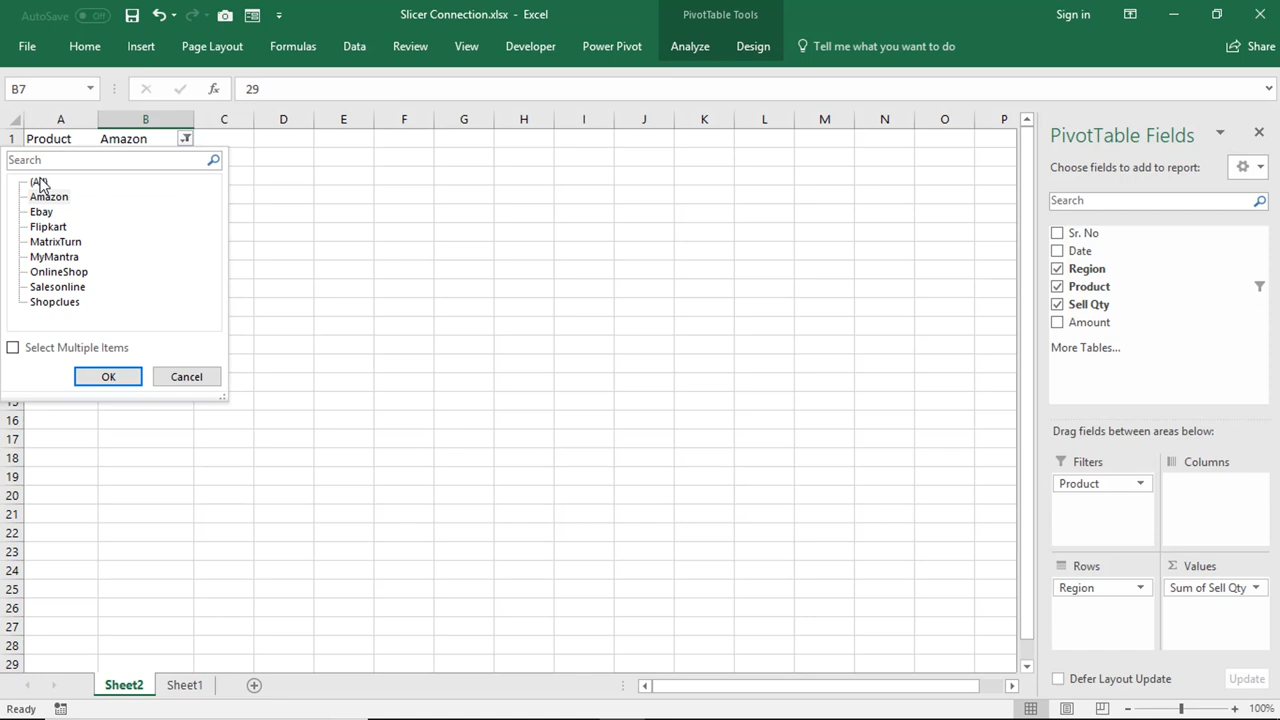 AutoSave Off
Slicer Connection.xlsx - Excel
PivotTable Tools
Sign in
File Home Insert Page Layout Formulas Data Review View Developer Power Pivot Analyze Design Tell me what you want to do Share
B7 fx 29
A B C D E F G H I J K L M N O P
1 Product Amazon
Search
Amazon
Ebay
Flipkart
MatrixTurn
MyMantra
OnlineShop
Salesonline
Shopclues
Select Multiple Items
OK Cancel
16
17
18
19
20
21
22
23
24
25
26
27
28
29
PivotTable Fields
Choose fields to add to report:
Search
Sr. No
Date
Region
Product
Sell Qty
Amount
More Tables...
Drag fields between areas below:
Filters Columns
Product
Rows Σ Values
Region Sum of Sell Qty
Defer Layout Update Update
Sheet2 Sheet1
Ready
100%